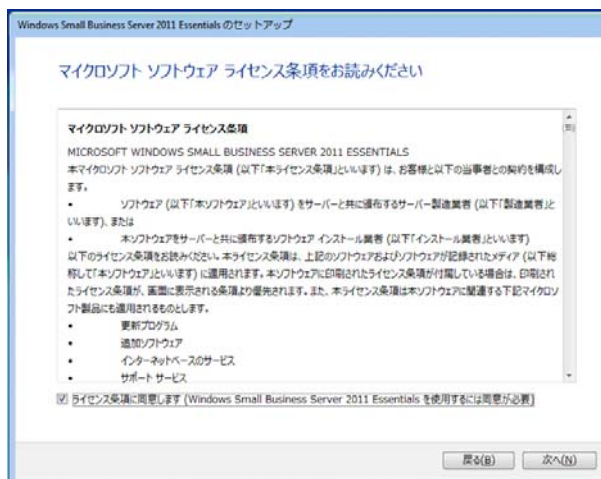 Windows Small Business Server 2011 Essentials のセットアップ
マイクロソフト ソフトウェア ライセンス条項をお読みください
マイクロソフト ソフトウェア ライセンス条項
MICROSOFT WINDOWS SMALL BUSINESS SERVER 2011 ESSENTIALS
本マイクロソフト ソフトウェア ライセンス条項 (以下「本ライセンス条項」といいます) は、お客様と以下の当事者との契約を構成し
ます。
• ソフトウェア (以下「本ソフトウェア」といいます) をサーバーと共に頒布するサーバー製造業者 (以下「製造業者」と
いいます)、または
• 本ソフトウェアをサーバーと共に頒布するソフトウェア インストール業者 (以下「インストール業者」といいます)
以下のライセンス条項をお読みください。本ライセンス条項は、上記のソフトウェアおよびソフトウェアが記録されたメディア (以下総
称して「本ソフトウェア」といいます) に適用されます。本ソフトウェアに印刷されたライセンス条項が付属している場合は、印刷され
たライセンス条項が、画面に表示される条項より優先されます。また、本ライセンス条項は本ソフトウェアに関連する下記マイクロソ
フト製品にも適用されるものとします。
• 更新プログラム
• 追加ソフトウェア
• インターネットベースのサービス
• サポート サービス
ライセンス条項に同意します (Windows Small Business Server 2011 Essentials を使用するには同意が必要)
戻る(B) 次へ(N)